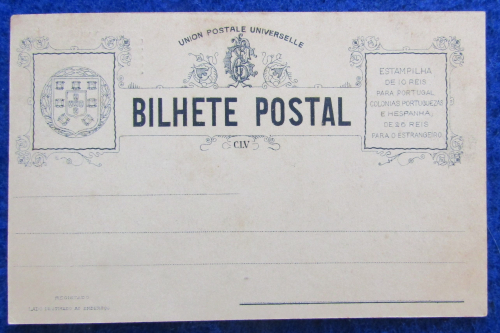 UNION POSTALE UNIVERSELLE
BILHETE POSTAL
CLV
ESTAMPILHA
DE 10 REIS
PARA PORTUGAL
COLONIAS PORTUGUEZAS
E HESPANHA,
DE 20 REIS
PARA O ESTRANGEIRO